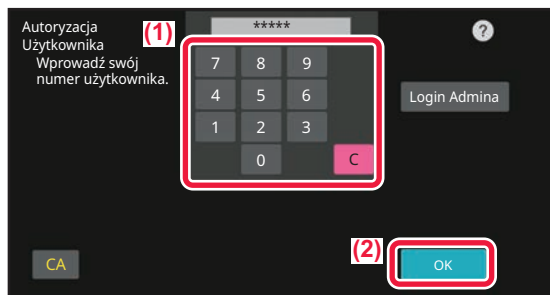 Autoryzacja
Użytkownika
Wprowadź swój
numer użytkownika.
(1)
*****
?
7 8 9
4 5 6
1 2 3
0 C
Login Admina
(2)
CA
OK